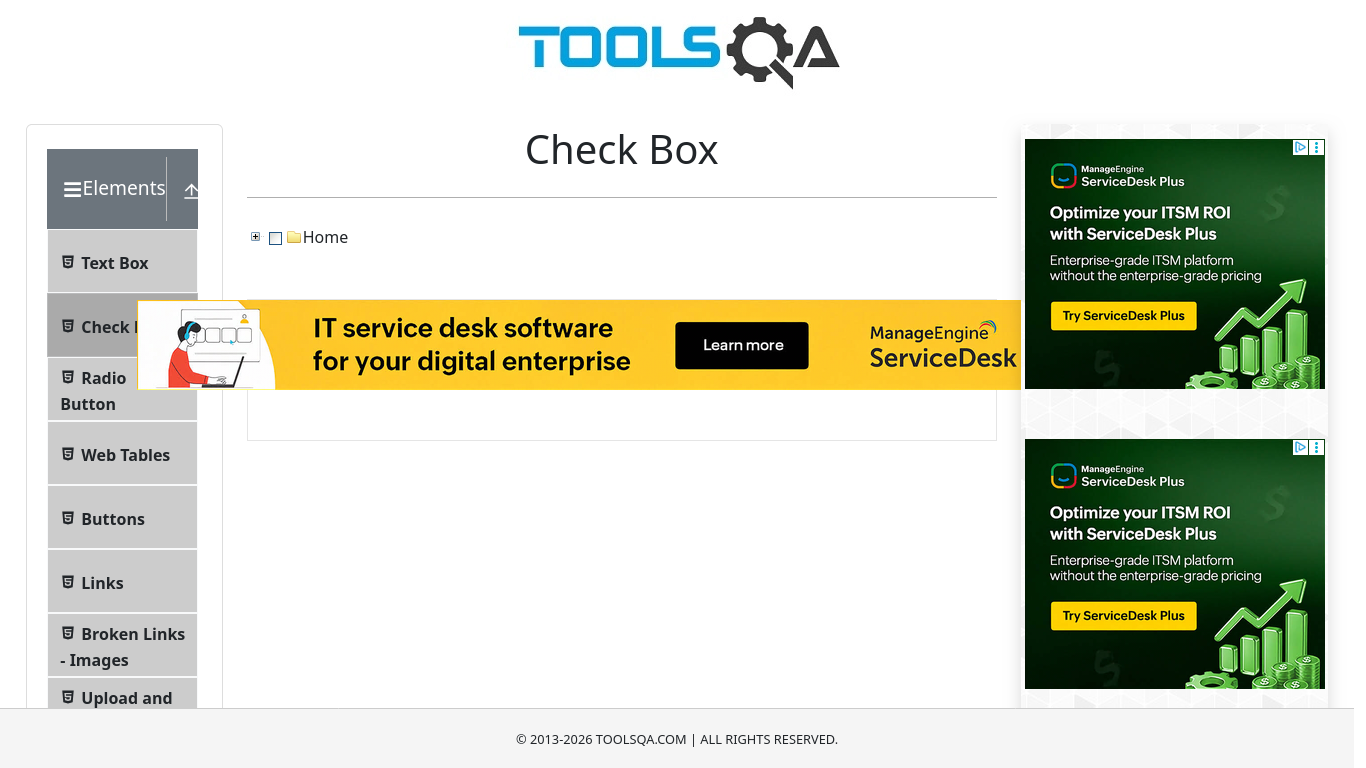 TOOLSQA
Check Box
Elements
Text Box
Check
Radio
Button
Web Tables
Buttons
Links
Broken Links
- Images
Upload and
Home
IT service desk software
for your digital enterprise
Learn more
ManageEngine
ServiceDesk
ManageEngine
ServiceDesk Plus
Optimize your ITSM ROI
with ServiceDesk Plus
Enterprise-grade ITSM platform
without the enterprise-grade pricing
Try ServiceDesk Plus
ManageEngine
ServiceDesk Plus
Optimize your ITSM ROI
with ServiceDesk Plus
Enterprise-grade ITSM platform
without the enterprise-grade pricing
Try ServiceDesk Plus
© 2013-2026 TOOLSQA.COM | ALL RIGHTS RESERVED.